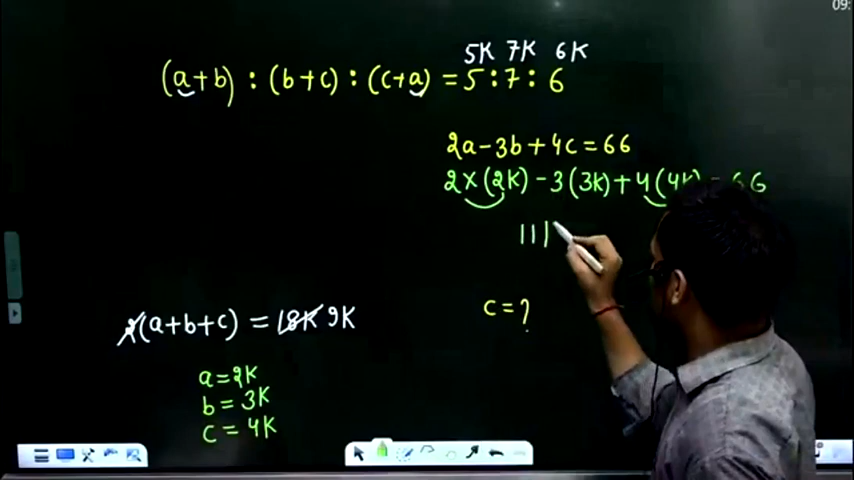 09:
5K 7K 6K
(a+b) : (b+c) : (c+a) = 5:7:6
2a-3b+4c=66
2×(2K)-3(3K)+4(4K)=66
11
c=?
2(a+b+c) = 18K 9K
a=2K
b=3K
c=4K